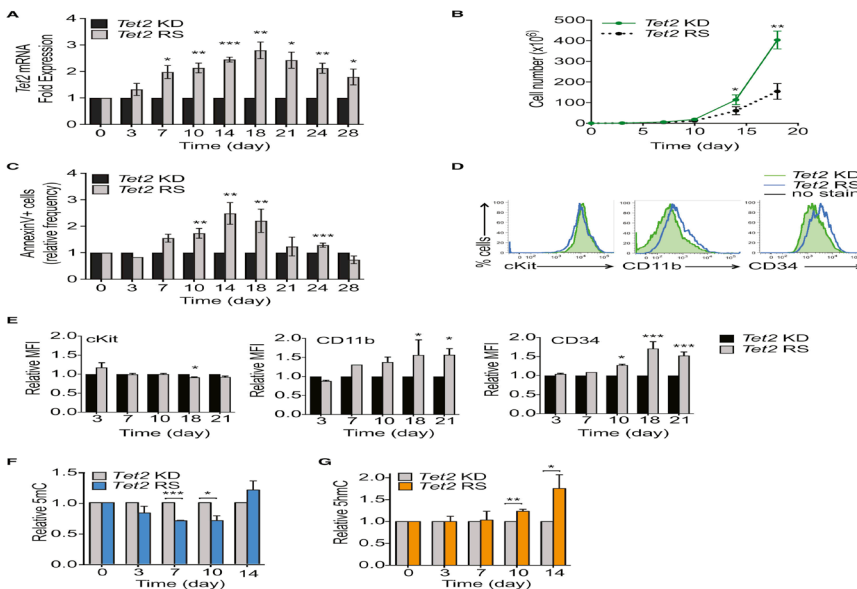 A
Tet2 mRNA
Fold Expression
Tet2 KD
Tet2 RS
4
3
2
1
* ** *** ** * ** *
0 3 7 10 14 18 21 24 28
Time (day)
B
Cell number (x10⁶)
Tet2 KD
Tet2 RS
500
400
300
200
100
0
* **
0 5 10 15 20
Time (day)
C
AnnexinV+ cells
(relative frequency)
Tet2 KD
Tet2 RS
4
3
2
1
0
** ** ** ***
0 3 7 10 14 18 21 24 28
Time (day)
D
Tet2 KD
Tet2 RS
no stain
% cells
cKit CD11b CD34
E
Relative MFI
cKit
2.0
1.5
1.0
0.5
0.0
*
3 7 10 18 21
Time (day)
Relative MFI
CD11b
2.0
1.5
1.0
0.5
* *
3 7 10 18 21
Time (day)
Relative MFI
CD34
2.0
1.5
1.0
0.5
* *** ***
3 7 10 18 21
Time (day)
Tet2 KD
Tet2 RS
F
Relative 5mC
Tet2 KD
Tet2 RS
1.5
1.0
0.5
0.0
*** *
0 3 7 10 14
Time (day)
G
Relative 5hmC
Tet2 KD
Tet2 RS
2.0
1.5
1.0
0.5
0.0
** *
0 3 7 10 14
Time (day)